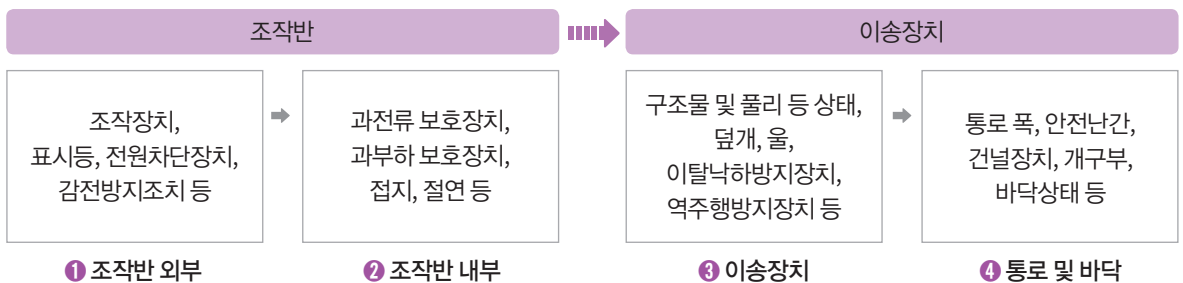 조작반
이송장치
조작장치,
표시등, 전원차단장치,
감전방지조치 등
과전류 보호장치,
과부하 보호장치,
접지, 절연 등
구조물 및 풀리 등 상태,
덮개, 울,
이탈낙하방지장치,
역주행방지장치 등
통로 폭, 안전난간,
건널장치, 개구부,
바닥상태 등
❶ 조작반 외부
❷ 조작반 내부
❸ 이송장치
❹ 통로 및 바닥